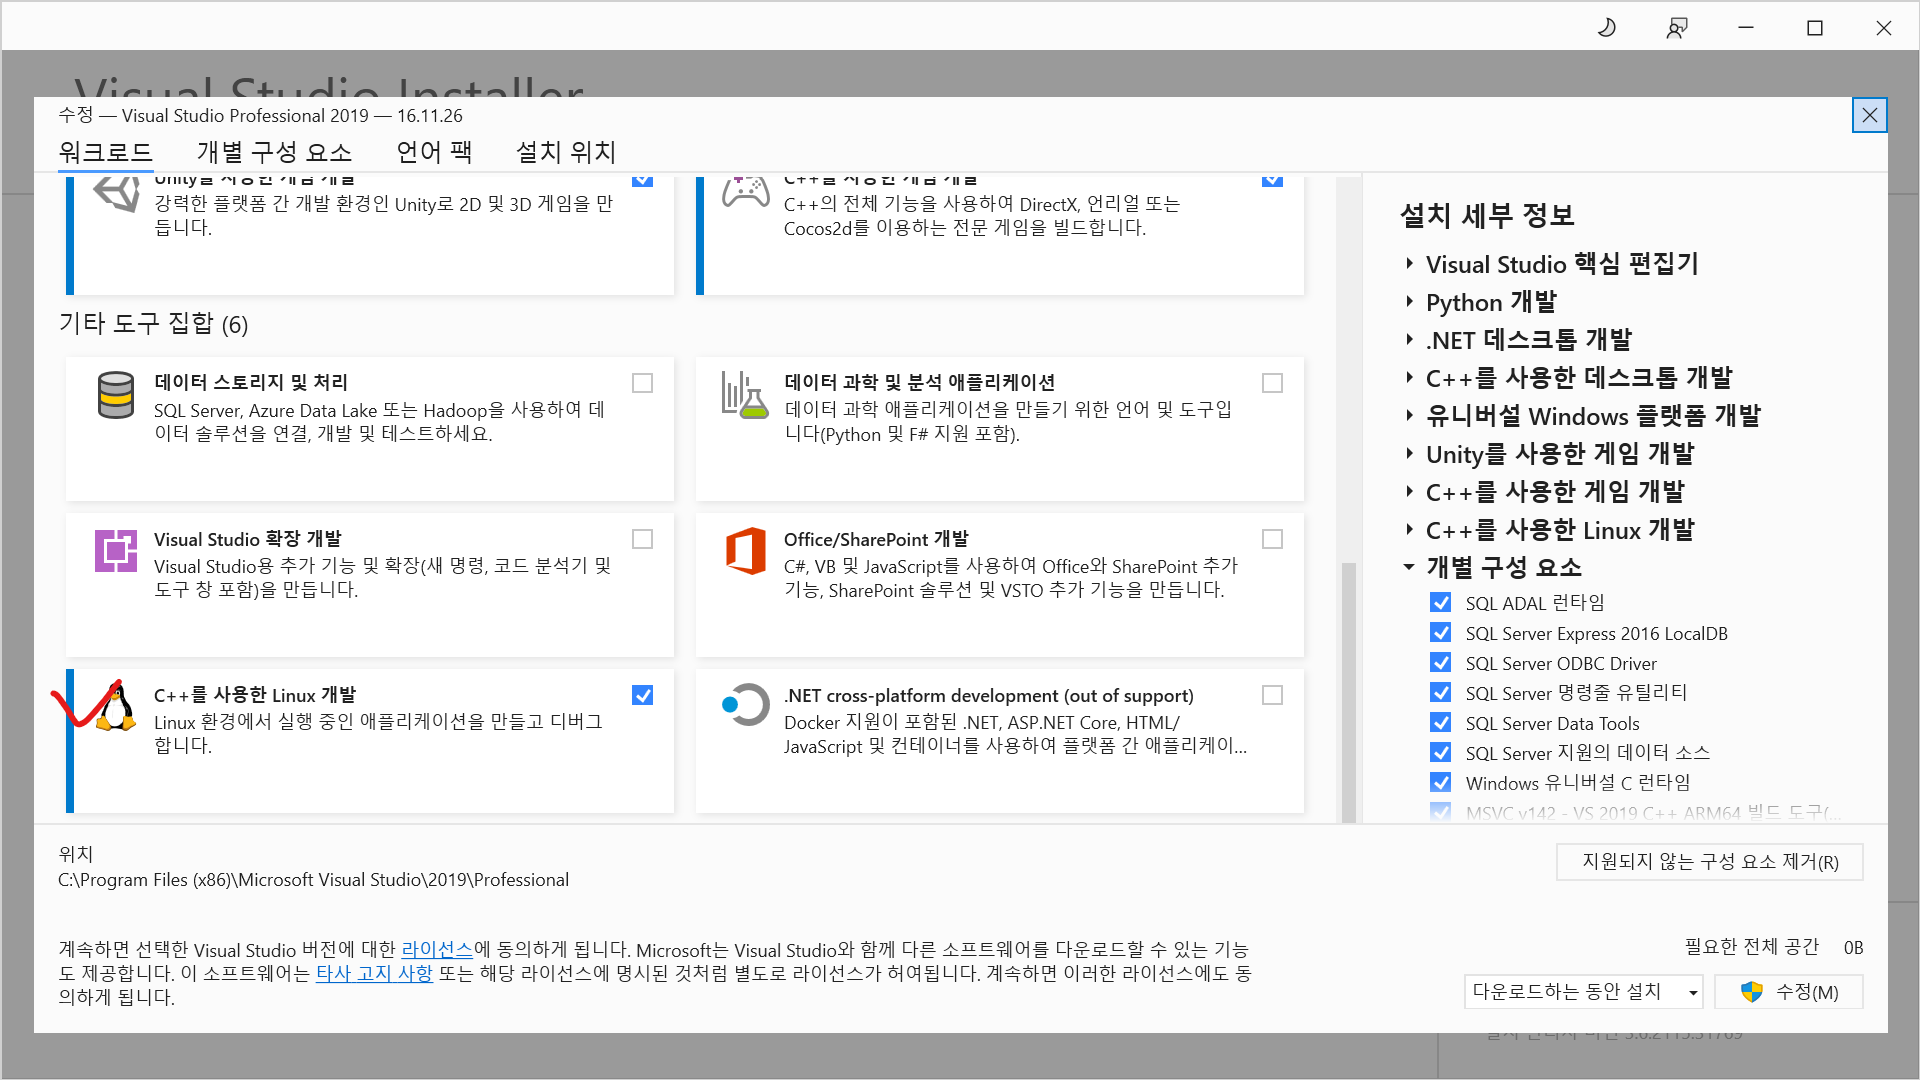 Visual Studio Installer
수정 — Visual Studio Professional 2019 — 16.11.26
워크로드 개별 구성 요소 언어 팩 설치 위치
Unity를 사용한 게임 개발
강력한 플랫폼 간 개발 환경인 Unity로 2D 및 3D 게임을 만
듭니다.
C++를 사용한 게임 개발
C++의 전체 기능을 사용하여 DirectX, 언리얼 또는
Cocos2d를 이용하는 전문 게임을 빌드합니다.
기타 도구 집합 (6)
데이터 스토리지 및 처리
SQL Server, Azure Data Lake 또는 Hadoop을 사용하여 데
이터 솔루션을 연결, 개발 및 테스트하세요.
데이터 과학 및 분석 애플리케이션
데이터 과학 애플리케이션을 만들기 위한 언어 및 도구입
니다(Python 및 F# 지원 포함).
Visual Studio 확장 개발
Visual Studio용 추가 기능 및 확장(새 명령, 코드 분석기 및
도구 창 포함)을 만듭니다.
Office/SharePoint 개발
C#, VB 및 JavaScript를 사용하여 Office와 SharePoint 추가
기능, SharePoint 솔루션 및 VSTO 추가 기능을 만듭니다.
C++를 사용한 Linux 개발
Linux 환경에서 실행 중인 애플리케이션을 만들고 디버그
합니다.
.NET cross-platform development (out of support)
Docker 지원이 포함된 .NET, ASP.NET Core, HTML/
JavaScript 및 컨테이너를 사용하여 플랫폼 간 애플리케이...
설치 세부 정보
Visual Studio 핵심 편집기
Python 개발
.NET 데스크톱 개발
C++를 사용한 데스크톱 개발
유니버설 Windows 플랫폼 개발
Unity를 사용한 게임 개발
C++를 사용한 게임 개발
C++를 사용한 Linux 개발
개별 구성 요소
SQL ADAL 런타임
SQL Server Express 2016 LocalDB
SQL Server ODBC Driver
SQL Server 명령줄 유틸리티
SQL Server Data Tools
SQL Server 지원의 데이터 소스
Windows 유니버설 C 런타임
MSVC v142 - VS 2019 C++ ARM64 빌드 도구(...
위치
C:\Program Files (x86)\Microsoft Visual Studio\2019\Professional
지원되지 않는 구성 요소 제거(R)
계속하면 선택한 Visual Studio 버전에 대한 라이선스에 동의하게 됩니다. Microsoft는 Visual Studio와 함께 다른 소프트웨어를 다운로드할 수 있는 기능
도 제공합니다. 이 소프트웨어는 타사 고지 사항 또는 해당 라이선스에 명시된 것처럼 별도로 라이선스가 허여됩니다. 계속하면 이러한 라이선스에도 동
의하게 됩니다.
필요한 전체 공간 0B
다운로드하는 동안 설치
수정(M)